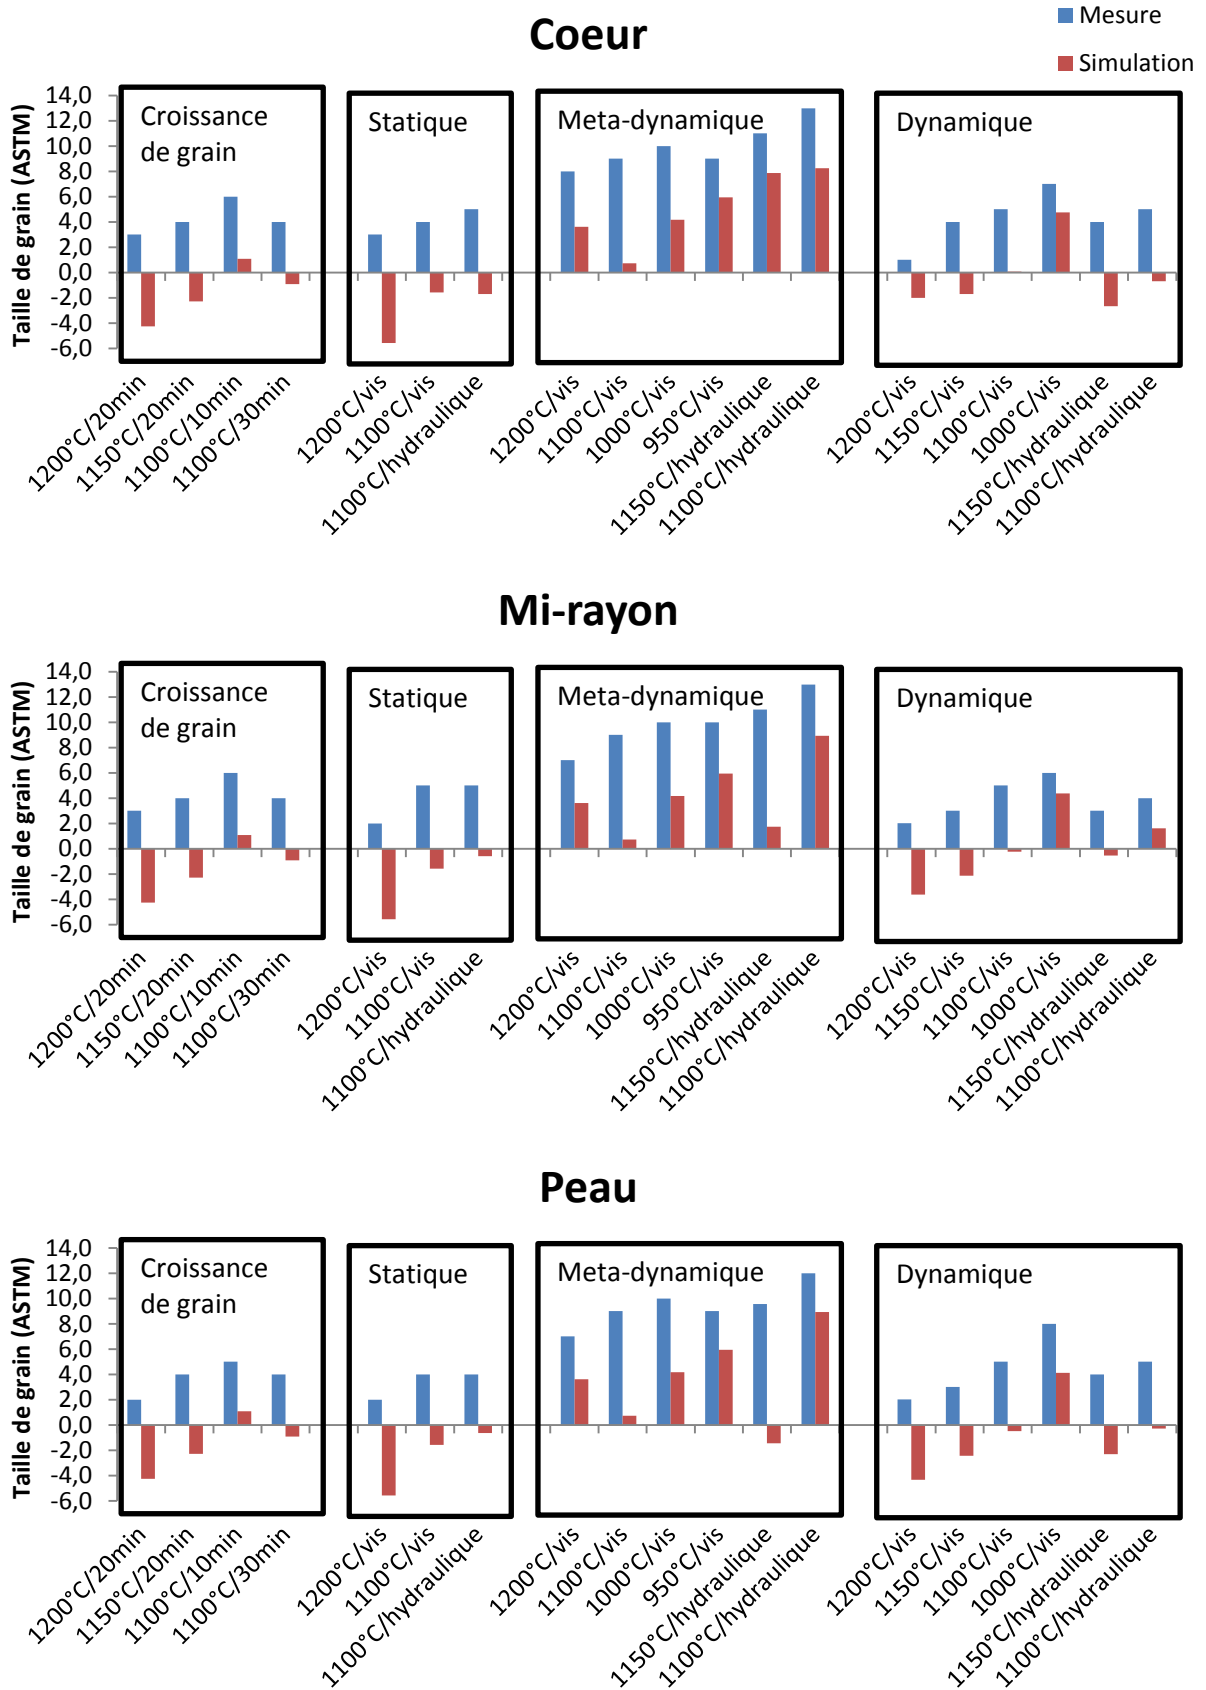 Coeur
Mesure
Simulation
Taille de grain (ASTM)
14,0
12,0
10,0
8,0
6,0
4,0
2,0
0,0
-2,0
-4,0
-6,0
Croissance
de grain
Statique
Meta-dynamique
Dynamique
1200°C/20min
1150°C/20min
1100°C/10min
1100°C/30min
1200°C/vis
1100°C/vis
1100°C/hydraulique
1200°C/vis
1100°C/vis
1000°C/vis
950°C/vis
1150°C/hydraulique
1100°C/hydraulique
1200°C/vis
1150°C/vis
1100°C/vis
1000°C/vis
1150°C/hydraulique
1100°C/hydraulique
Mi-rayon
Taille de grain (ASTM)
14,0
12,0
10,0
8,0
6,0
4,0
2,0
0,0
-2,0
-4,0
-6,0
Croissance
de grain
Statique
Meta-dynamique
Dynamique
1200°C/20min
1150°C/20min
1100°C/10min
1100°C/30min
1200°C/vis
1100°C/vis
1100°C/hydraulique
1200°C/vis
1100°C/vis
1000°C/vis
950°C/vis
1150°C/hydraulique
1100°C/hydraulique
1200°C/vis
1150°C/vis
1100°C/vis
1000°C/vis
1150°C/hydraulique
1100°C/hydraulique
Peau
Taille de grain (ASTM)
14,0
12,0
10,0
8,0
6,0
4,0
2,0
0,0
-2,0
-4,0
-6,0
Croissance
de grain
Statique
Meta-dynamique
Dynamique
1200°C/20min
1150°C/20min
1100°C/10min
1100°C/30min
1200°C/vis
1100°C/vis
1100°C/hydraulique
1200°C/vis
1100°C/vis
1000°C/vis
950°C/vis
1150°C/hydraulique
1100°C/hydraulique
1200°C/vis
1150°C/vis
1100°C/vis
1000°C/vis
1150°C/hydraulique
1100°C/hydraulique